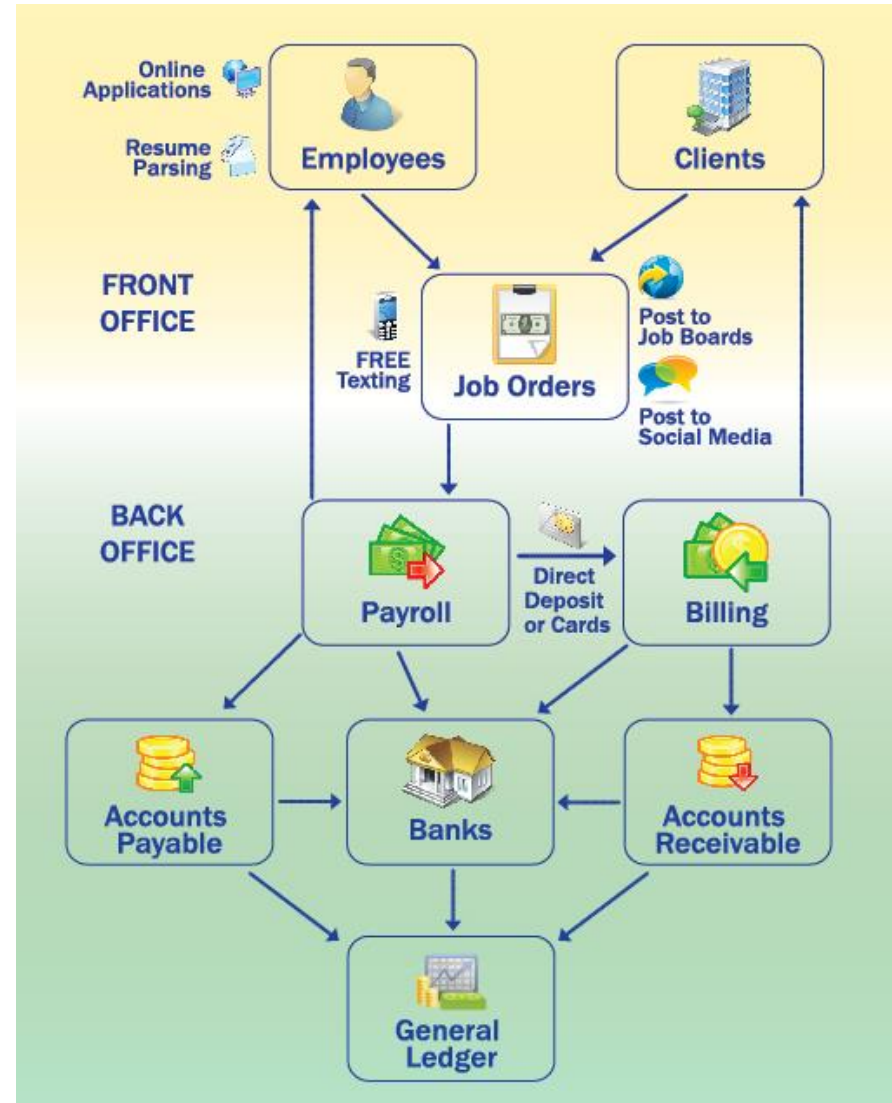 Online
Applications
Resume
Parsing
Employees
Clients
FRONT
OFFICE
FREE
Texting
Job Orders
Post to
Job Boards
Post to
Social Media
BACK
OFFICE
Payroll
Direct
Deposit
or Cards
Billing
Accounts
Payable
Banks
Accounts
Receivable
General
Ledger